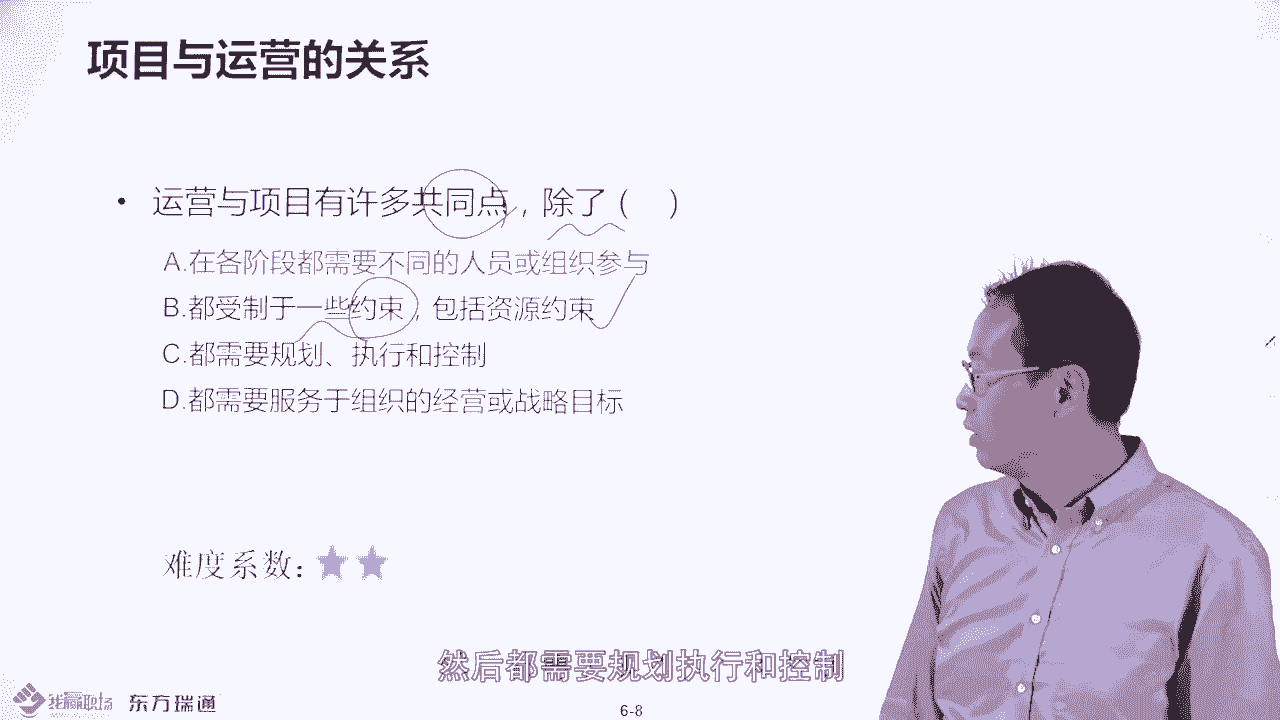 项目与运营的关系
• 运营与项目有许多共同点，除了（ ）
A.在各阶段都需要不同的人员或组织参与
B.都受制于一些约束，包括资源约束
C.都需要规划、执行和控制
D.都需要服务于组织的经营或战略目标
难度系数：★★
然后都需要规划执行和控制
我赢职场 东方瑞通
6-8